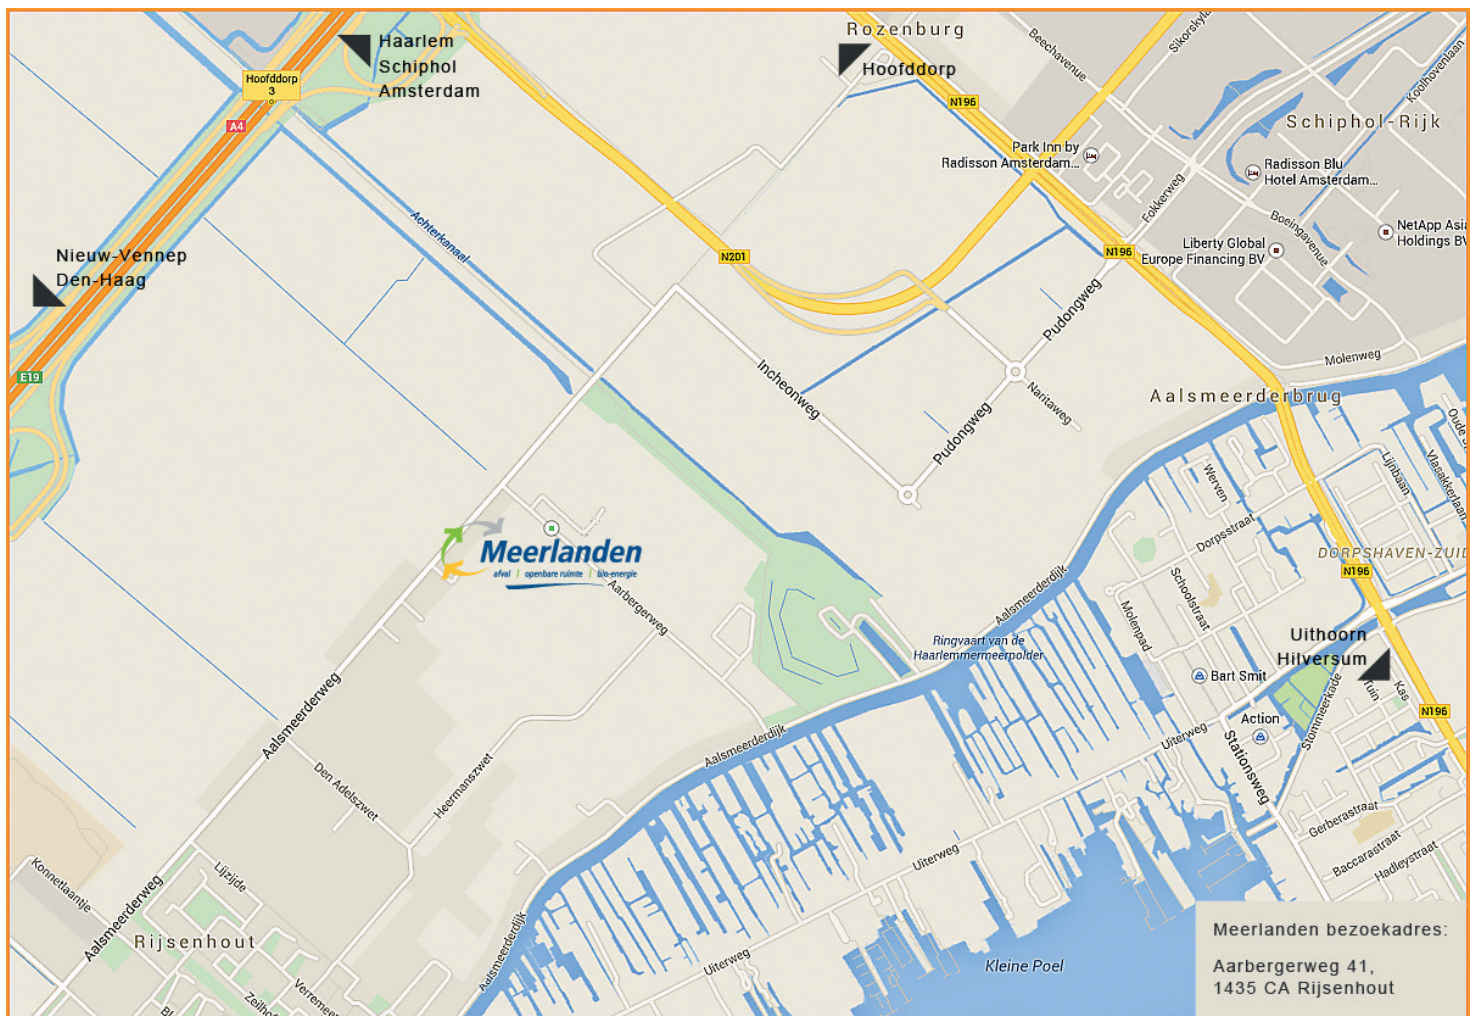 Haarlem
Schiphol
Amsterdam
Hoofddorp
3
A4
Nieuw-Vennep
Den-Haag
E19
Achterkanaal
Rozenburg
Hoofddorp
N196
Beechavenue
Koolhovenlaan
Schiphol-Rijk
Park Inn by
Radisson Amsterdam...
Radisson Blu
Hotel Amsterdam...
Fokkerweg
Boeingavenue
NetApp Asia
Holdings BV
Liberty Global
Europe Financing BV
N201
N196
Pudongweg
Incheonweg
Molenweg
Naritaweg
Aalsmeerderbrug
Pudongweg
Werven
Lijnbaan
Vlasakkerlaan
Dorpsstraat
DORPSHAVEN-ZUID
N196
Meerlanden
afval | openbare ruimte | bio-energie
Aarbergerweg
Aalsmeerderdijk
Schoolstraat
Molenpad
Ringvaart van de
Haarlemmermeerpolder
Uithoorn
Hilversum
Bart Smit
Tuin
Kas
Stommeerkade
N196
Action
Uiterweg
Stationsweg
Aalsmeerderweg
Aalsmeerderdijk
Den Adelszwet
Heermanszwet
Gerberastraat
Baccarastraat
Hadleystraat
Uiterweg
Konnetlaantje
Lijzijde
Aalsmeerderweg
Rijsenhout
Aalsmeerderdijk
Uiterweg
Kleine Poel
Meerlanden bezoekadres:
Aarbergerweg 41,
1435 CA Rijsenhout